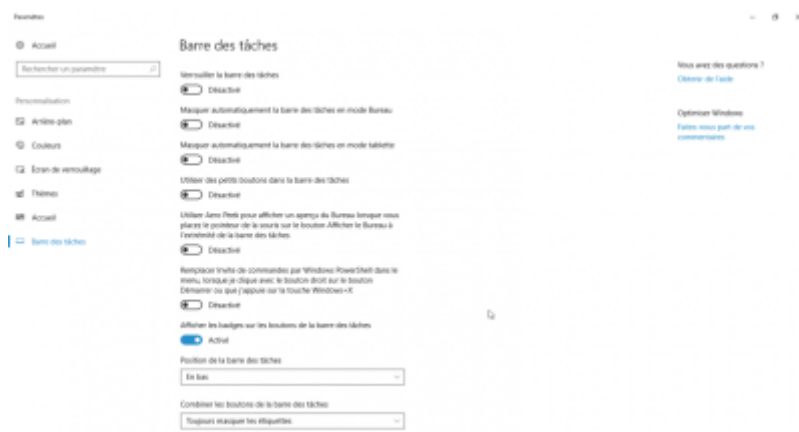 Paramètres
Accueil
Rechercher un paramètre
Personnalisation
Arrière-plan
Couleurs
Écran de verrouillage
Thèmes
Accueil
Barre des tâches
Barre des tâches
Verrouiller la barre des tâches
Désactivé
Masquer automatiquement la barre des tâches en mode Bureau
Désactivé
Masquer automatiquement la barre des tâches en mode tablette
Désactivé
Utiliser des petits boutons dans la barre des tâches
Désactivé
Utiliser Aero Peek pour afficher un aperçu du Bureau lorsque vous
placez le pointeur de la souris sur le bouton Afficher le Bureau à
l'extrémité de la barre des tâches
Désactivé
Remplacer Invite de commandes par Windows PowerShell dans le
menu, lorsque je clique avec le bouton droit sur le bouton
Démarrer ou que j'appuie sur la touche Windows+X
Désactivé
Afficher les badges sur les boutons de la barre des tâches
Activé
Position de la barre des tâches
En bas
Combiner les boutons de la barre des tâches
Toujours masquer les étiquettes
Vous avez des questions ?
Obtenir de l'aide
Optimiser Windows
Faites-nous part de vos
commentaires